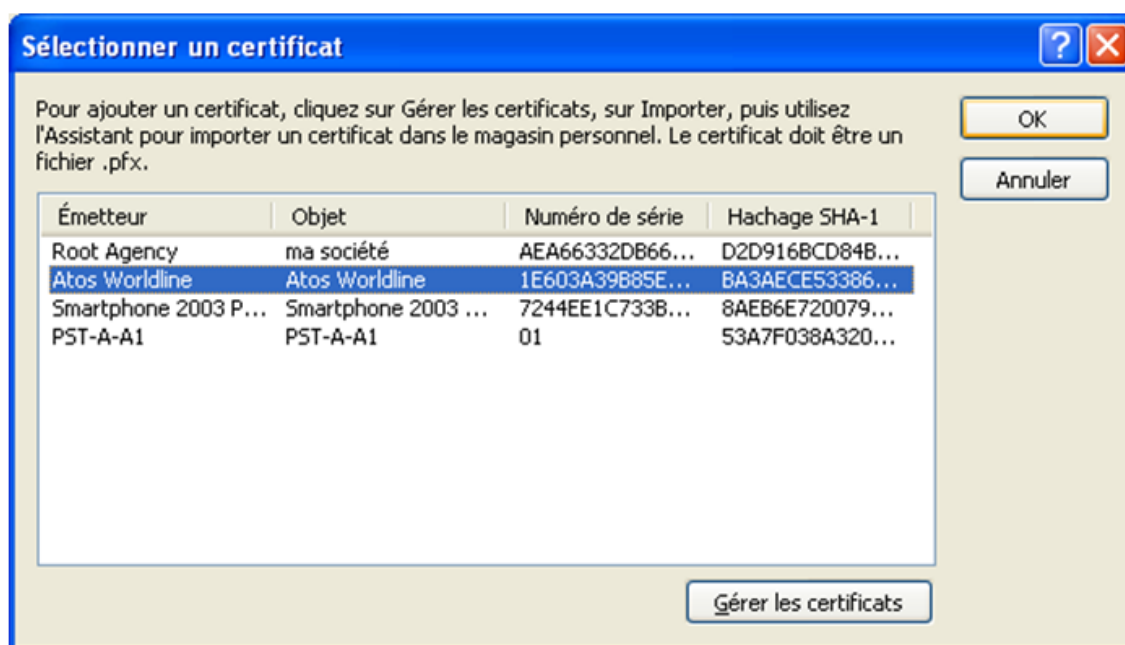 Sélectionner un certificat
Pour ajouter un certificat, cliquez sur Gérer les certificats, sur Importer, puis utilisez
l'Assistant pour importer un certificat dans le magasin personnel. Le certificat doit être un
fichier .pfx.
OK
Annuler
Émetteur Objet Numéro de série Hachage SHA-1
Root Agency ma société AEA66332DB66... D2D916BCD84B...
Atos Worldline Atos Worldline 1E603A39B85E... BA3AECE53386...
Smartphone 2003 P... Smartphone 2003 ... 7244EE1C733B... 8AEB6E720079...
PST-A-A1 PST-A-A1 01 53A7F038A320...
Gérer les certificats